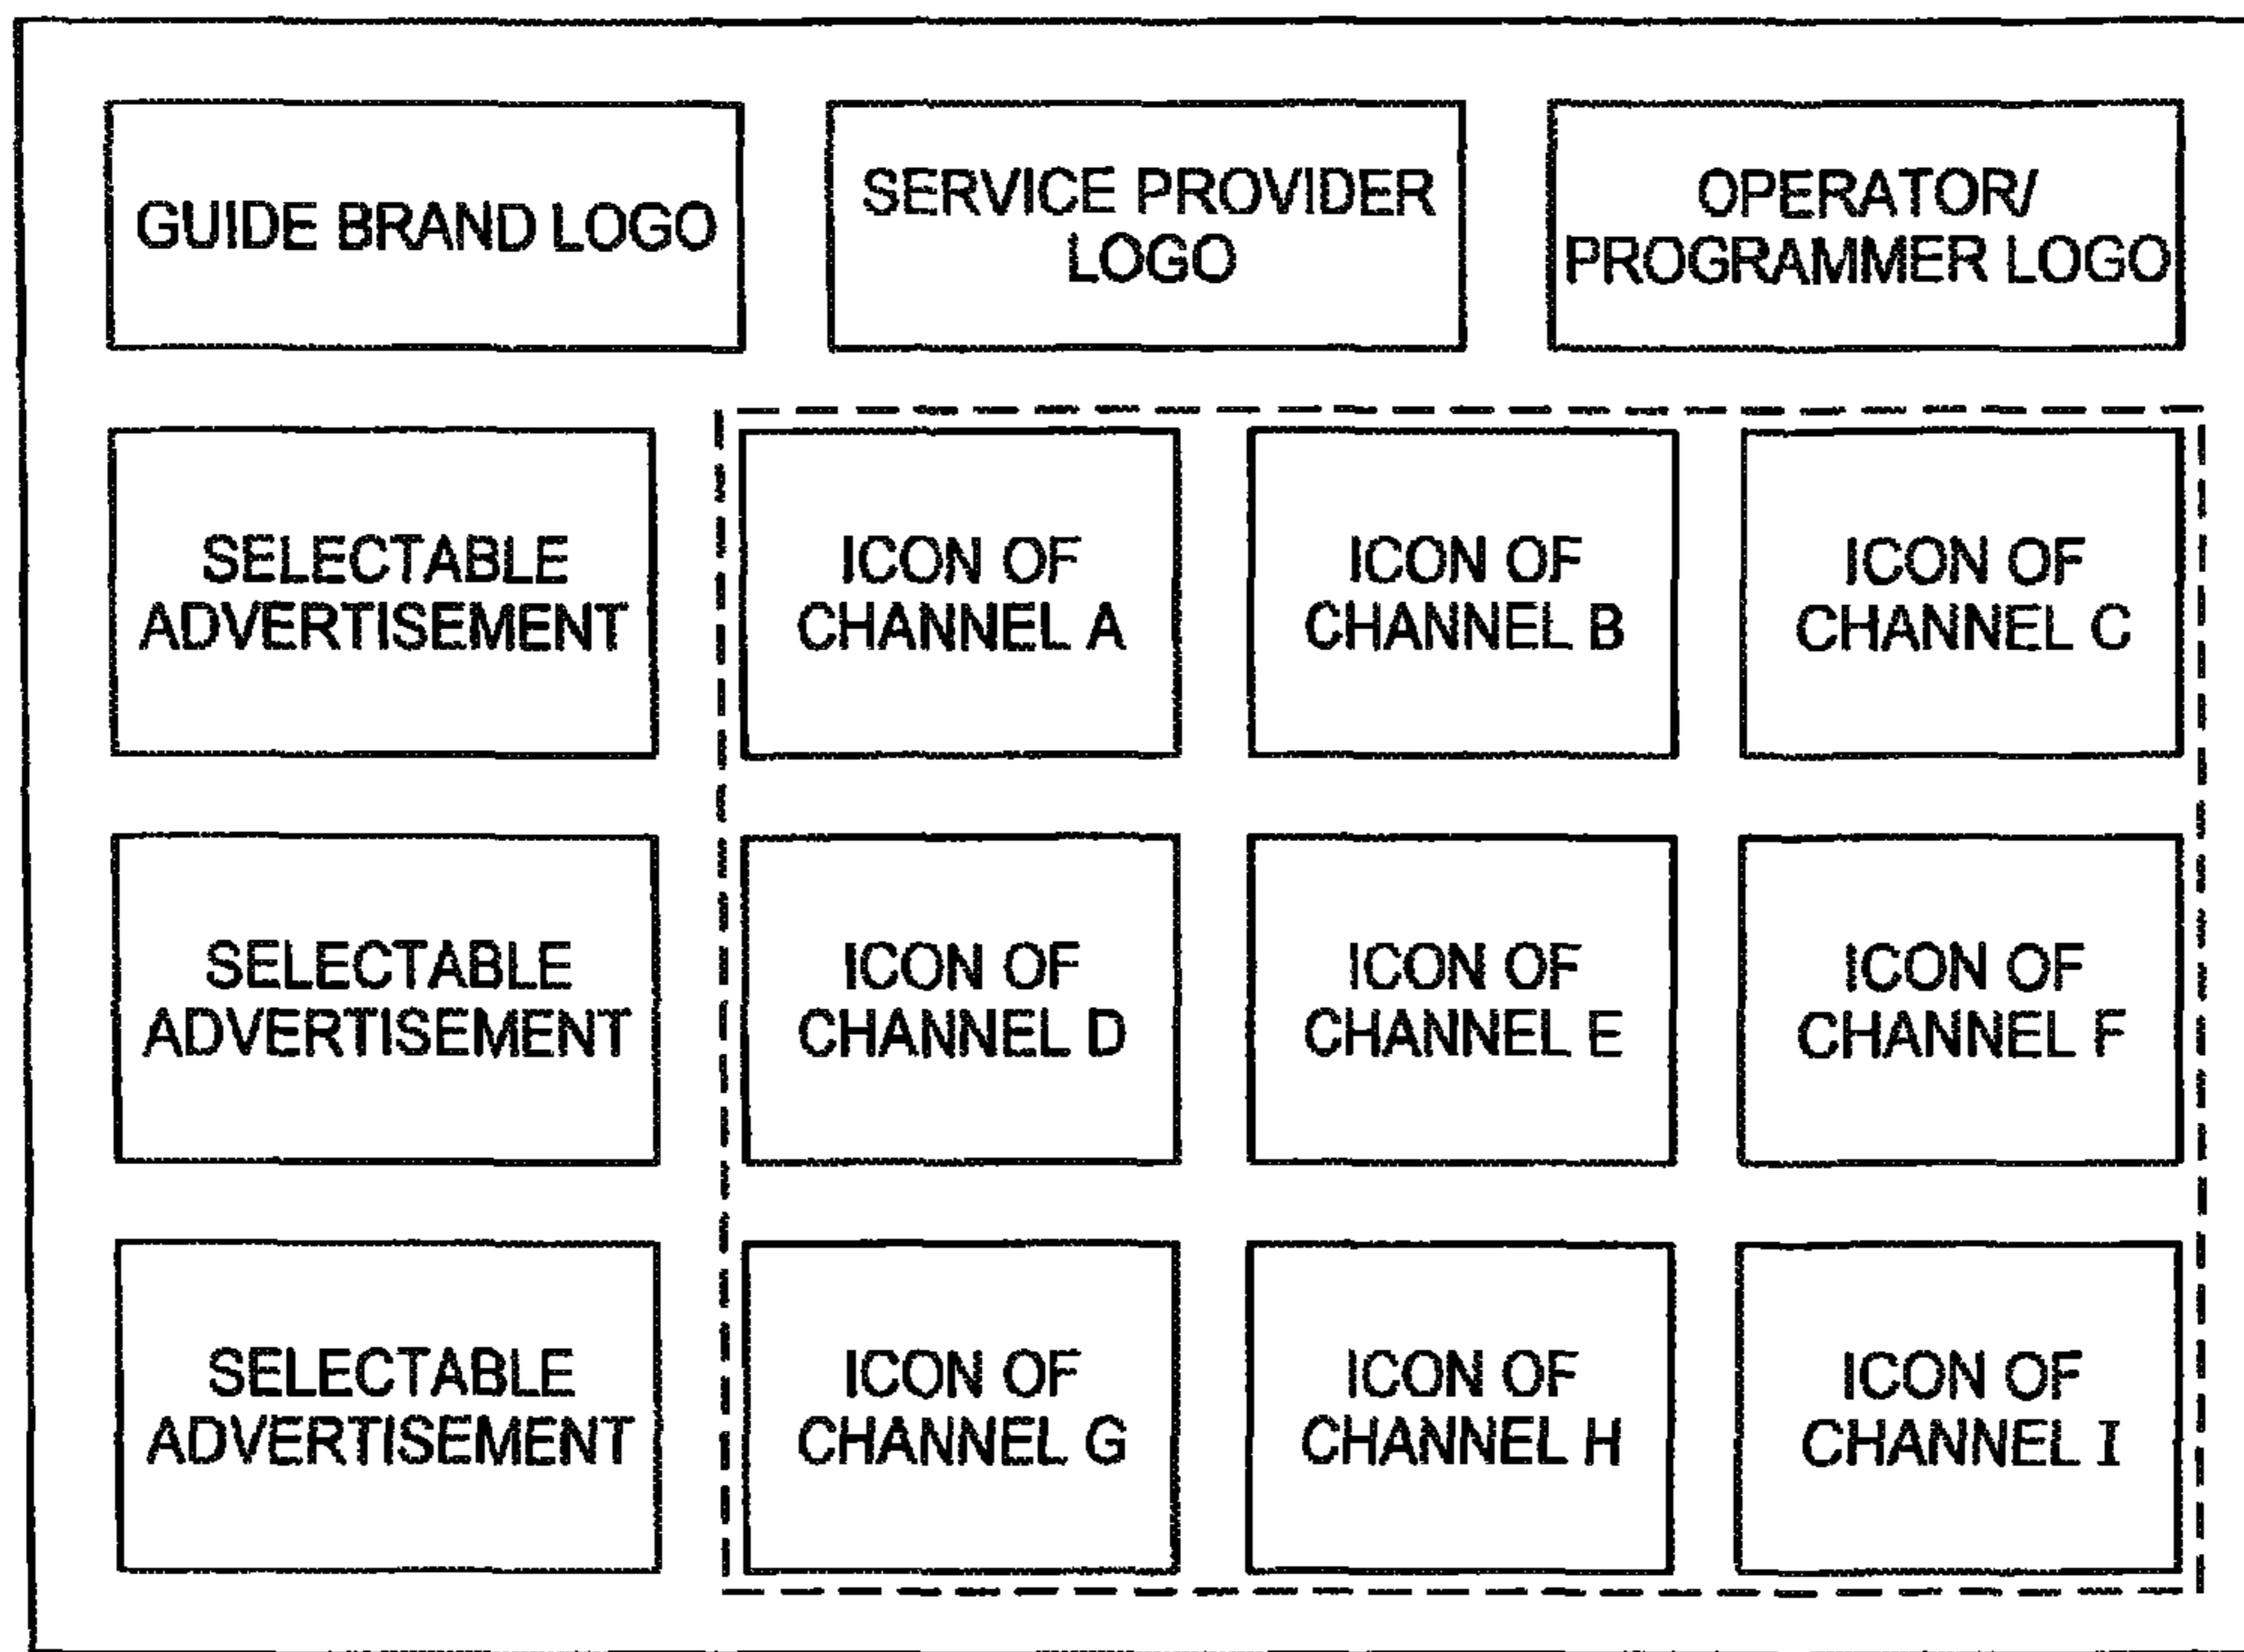 GUIDE BRAND LOGO
SERVICE PROVIDER
LOGO
OPERATOR/
PROGRAMMER LOGO
SELECTABLE
ADVERTISEMENT
ICON OF
CHANNEL A
ICON OF
CHANNEL B
ICON OF
CHANNEL C
SELECTABLE
ADVERTISEMENT
ICON OF
CHANNEL D
ICON OF
CHANNEL E
ICON OF
CHANNEL F
SELECTABLE
ADVERTISEMENT
ICON OF
CHANNEL G
ICON OF
CHANNEL H
ICON OF
CHANNEL I